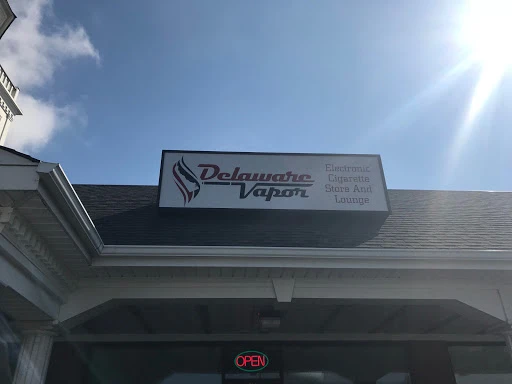 Delaware
Vapor
Electronic
Cigarette
Store And
Lounge
OPEN